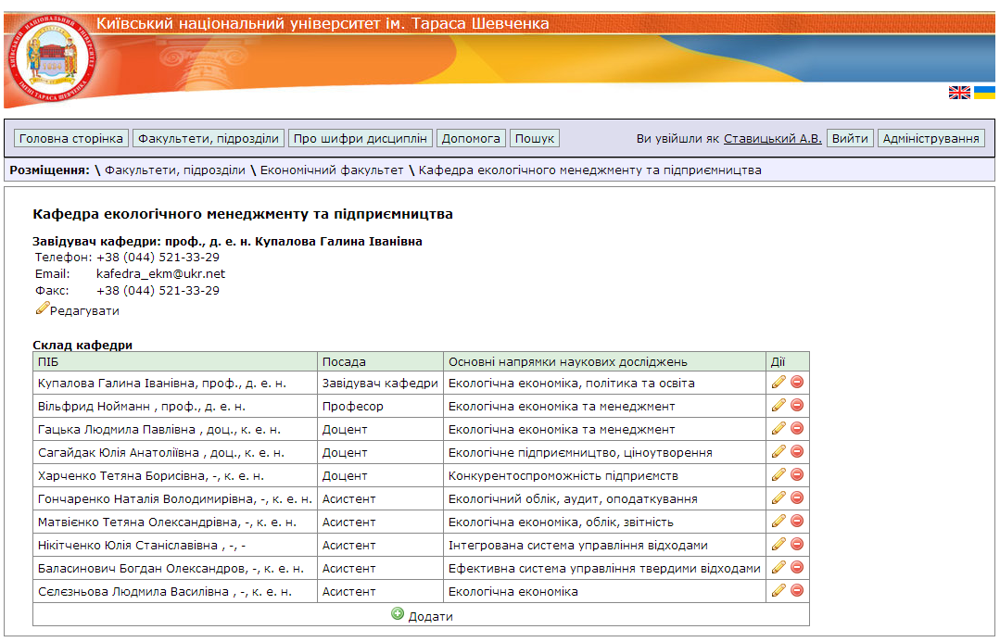 Київський національний університет ім. Тараса Шевченка
Головна сторінка Факультети, підрозділи Про шифри дисциплін Допомога Пошук Ви увійшли як Ставицький А.В. Вийти Адміністрування
Розміщення: \ Факультети, підрозділи \ Економічний факультет \ Кафедра екологічного менеджменту та підприємництва
Кафедра екологічного менеджменту та підприємництва
Завідувач кафедри: проф., д. е. н. Купалова Галина Іванівна
Телефон: +38 (044) 521-33-29
Email: kafedra_ekm@ukr.net
Факс: +38 (044) 521-33-29
Редагувати
Склад кафедри
ПІБ Посада Основні напрямки наукових досліджень Дії
Купалова Галина Іванівна, проф., д. е. н. Завідувач кафедри Екологічна економіка, політика та освіта
Вільфрид Нойманн , проф., д. е. н. Професор Екологічна економіка та менеджмент
Гацька Людмила Павлівна , доц., к. е. н. Доцент Екологічна економіка та менеджмент
Сагайдак Юлія Анатоліївна , доц., к. е. н. Доцент Екологічне підприємництво, ціноутворення
Харченко Тетяна Борисівна, -, к. е. н. Доцент Конкурентоспроможність підприємств
Гончаренко Наталія Володимирівна, -, к. е. н. Асистент Екологічний облік, аудит, оподаткування
Матвієнко Тетяна Олександрівна, -, к. е. н. Асистент Екологічна економіка, облік, звітність
Нікітченко Юлія Станіславівна , -, - Асистент Інтегрована система управління відходами
Баласинович Богдан Олександров, -, к. е. н. Асистент Ефективна система управління твердими відходами
Сєлєзньова Людмила Василівна , -, к. е. н. Асистент Екологічна економіка
Додати